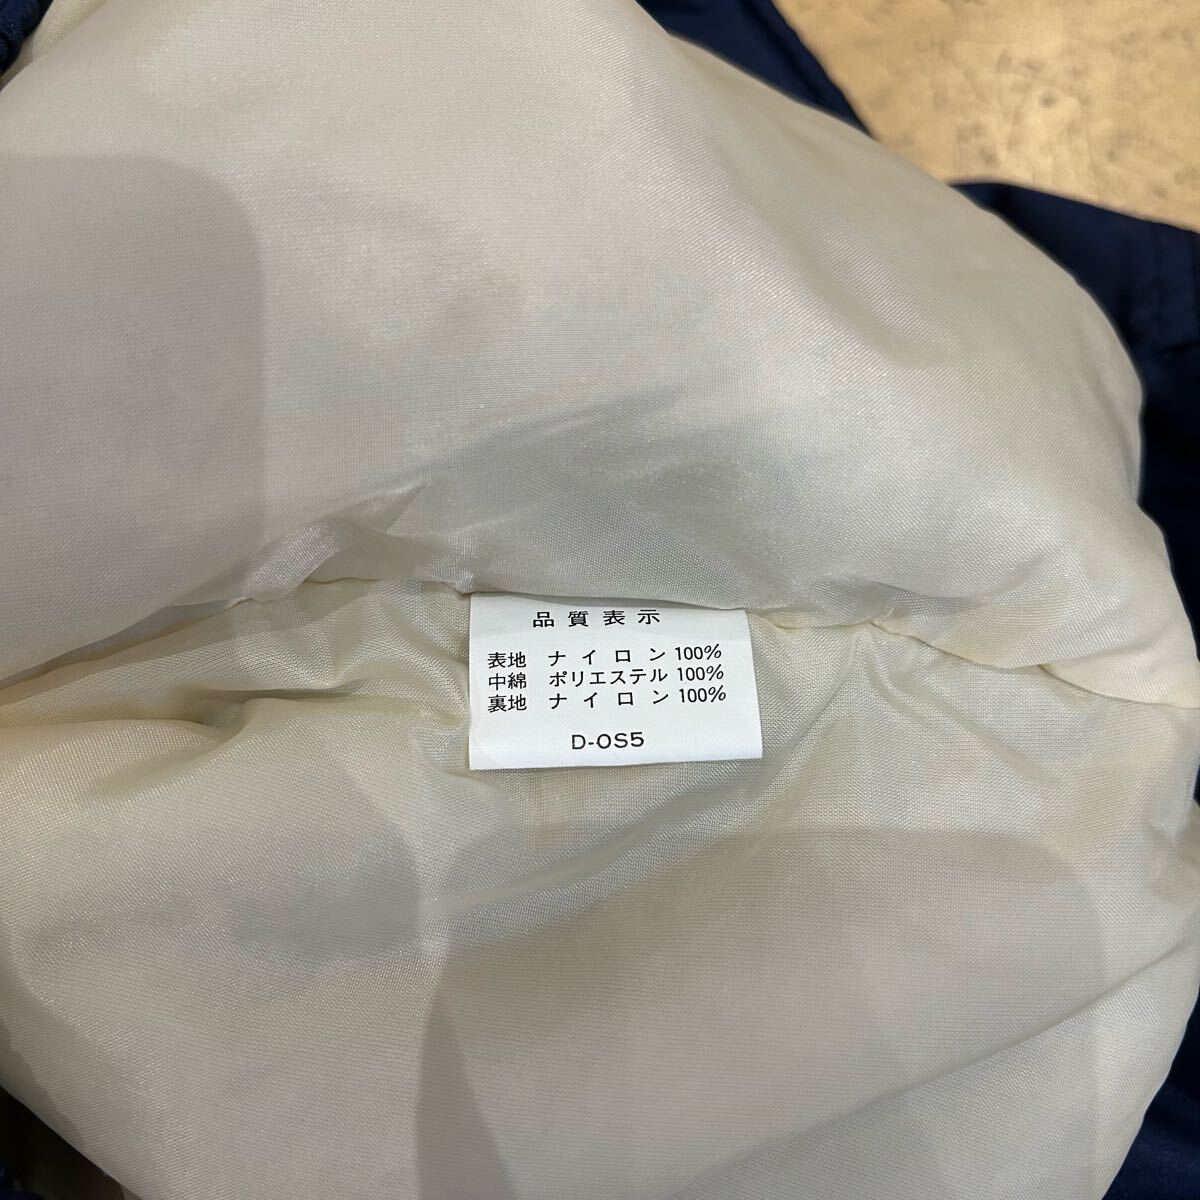 品質表示
表地 ナイロン 100%
中綿 ポリエステル 100%
裏地 ナイロン 100%
D-OS5